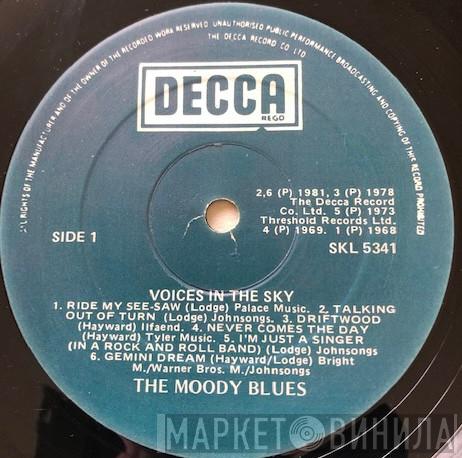 ALL RIGHTS OF THE MANUFACTURER AND OF THE OWNER OF THE RECORDED WORK RESERVED UNAUTHORISED PUBLIC PERFORMANCE BROADCASTING AND COPYING OF THIS RECORD PROHIBITED
THE DECCA RECORD CO LTD
DECCA
REGD
2,6 (P) 1981, 3 (P) 1978
The Decca Record
Co. Ltd. 5 (P) 1973
Threshold Records Ltd.
4 (P) 1969. 1 (P) 1968
SIDE 1
SKL 5341
VOICES IN THE SKY
1. RIDE MY SEE-SAW (Lodge) Palace Music. 2. TALKING
OUT OF TURN (Lodge) Johnsongs. 3. DRIFTWOOD
(Hayward) Ilfaend. 4. NEVER COMES THE DAY
(Hayward) Tyler Music. 5. I'M JUST A SINGER
(IN A ROCK AND ROLL BAND) (Lodge) Johnsongs
6. GEMINI DREAM (Hayward/Lodge) Bright
M./Warner Bros. M./Johnsongs
THE MOODY BLUES
МАРКЕТ ВИНИЛА